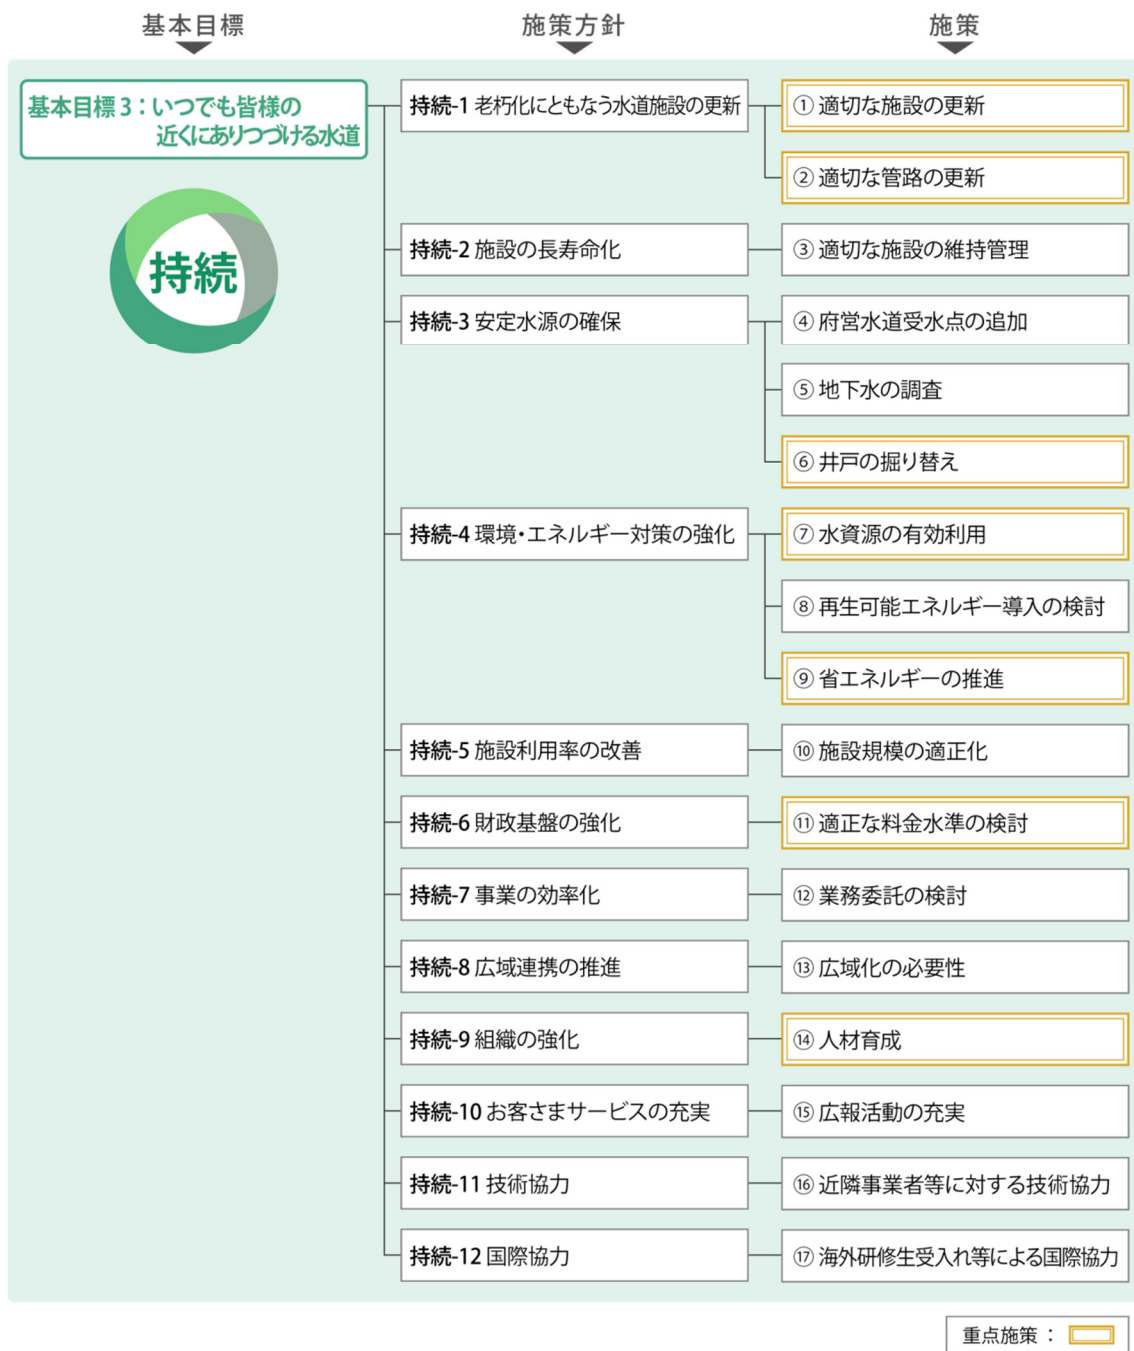 基本目標
施策方針
施策
基本目標 3：いつでも皆様の
近くにありつづける水道
持続
持続-1 老朽化にともなう水道施設の更新
① 適切な施設の更新
② 適切な管路の更新
持続-2 施設の長寿命化
③ 適切な施設の維持管理
持続-3 安定水源の確保
④ 府営水道受水点の追加
⑤ 地下水の調査
⑥ 井戸の掘り替え
持続-4 環境・エネルギー対策の強化
⑦ 水資源の有効利用
⑧ 再生可能エネルギー導入の検討
⑨ 省エネルギーの推進
持続-5 施設利用率の改善
⑩ 施設規模の適正化
持続-6 財政基盤の強化
⑪ 適正な料金水準の検討
持続-7 事業の効率化
⑫ 業務委託の検討
持続-8 広域連携の推進
⑬ 広域化の必要性
持続-9 組織の強化
⑭ 人材育成
持続-10 お客さまサービスの充実
⑮ 広報活動の充実
持続-11 技術協力
⑯ 近隣事業者等に対する技術協力
持続-12 国際協力
⑰ 海外研修生受入れ等による国際協力
重点施策：